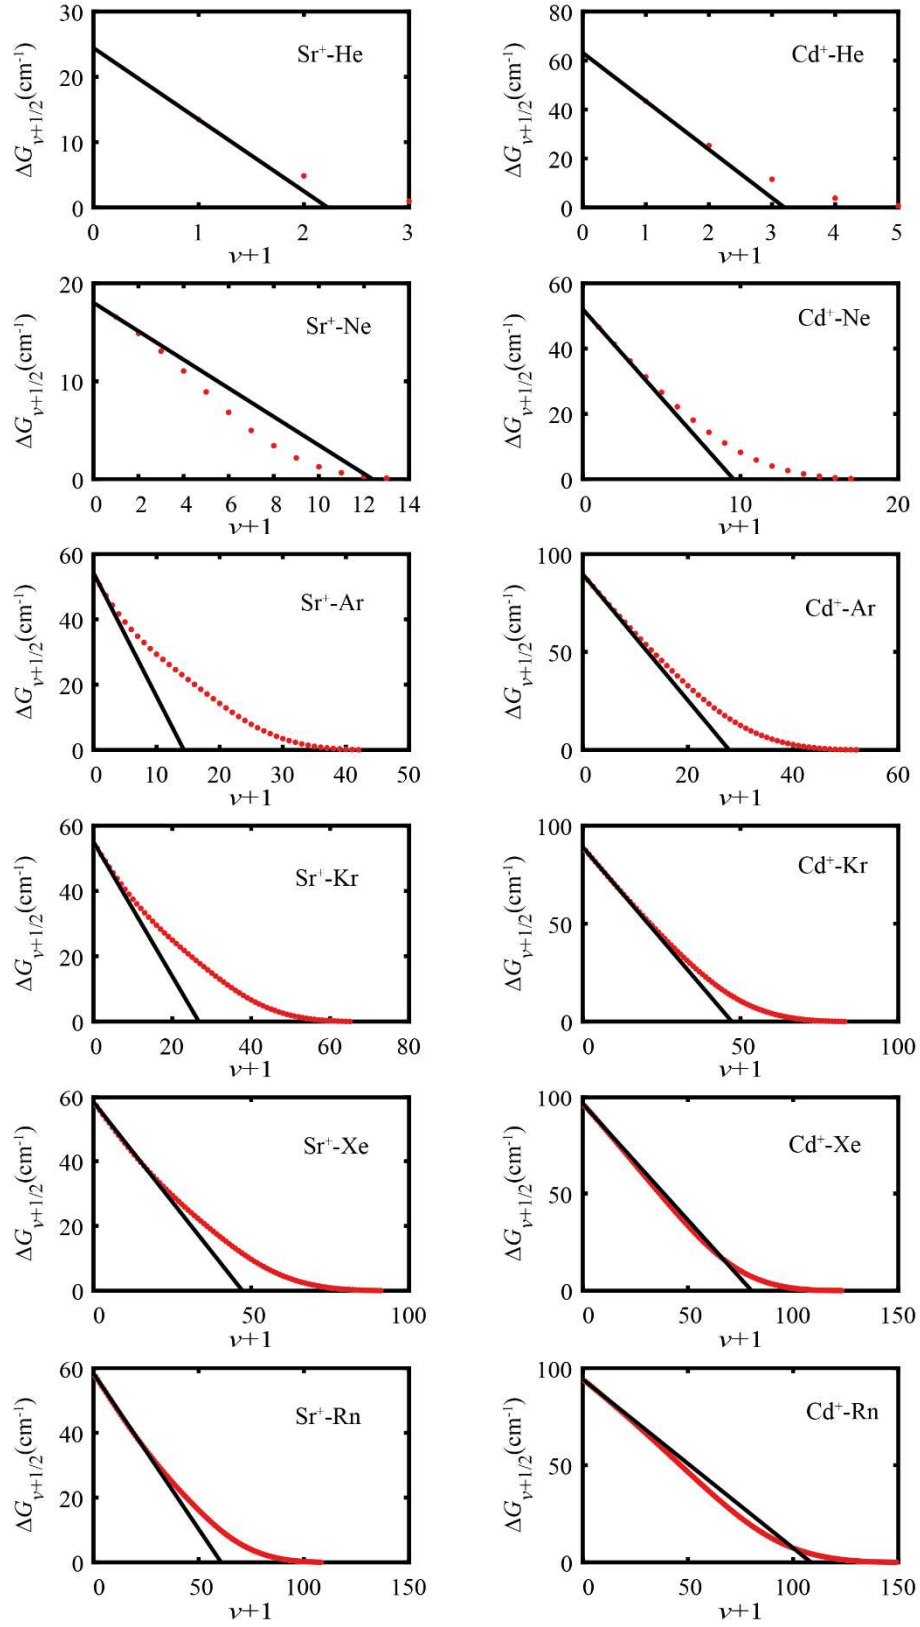 30
20
10
0
ΔG_{v+1/2}(cm⁻¹)
Sr⁺-He
0 1 2 3
v+1
80
60
40
20
0
ΔG_{v+1/2}(cm⁻¹)
Cd⁺-He
0 1 2 3 4 5
v+1
20
10
0
ΔG_{v+1/2}(cm⁻¹)
Sr⁺-Ne
0 2 4 6 8 10 12 14
v+1
60
40
20
0
ΔG_{v+1/2}(cm⁻¹)
Cd⁺-Ne
0 10 20
v+1
60
40
20
0
ΔG_{v+1/2}(cm⁻¹)
Sr⁺-Ar
0 10 20 30 40 50
v+1
100
50
0
ΔG_{v+1/2}(cm⁻¹)
Cd⁺-Ar
0 20 40 60
v+1
60
40
20
0
ΔG_{v+1/2}(cm⁻¹)
Sr⁺-Kr
0 20 40 60 80
v+1
100
50
0
ΔG_{v+1/2}(cm⁻¹)
Cd⁺-Kr
0 50 100
v+1
60
40
20
0
ΔG_{v+1/2}(cm⁻¹)
Sr⁺-Xe
0 50 100
v+1
100
50
0
ΔG_{v+1/2}(cm⁻¹)
Cd⁺-Xe
0 50 100 150
v+1
60
40
20
0
ΔG_{v+1/2}(cm⁻¹)
Sr⁺-Rn
0 50 100 150
v+1
100
50
0
ΔG_{v+1/2}(cm⁻¹)
Cd⁺-Rn
0 50 100 150
v+1